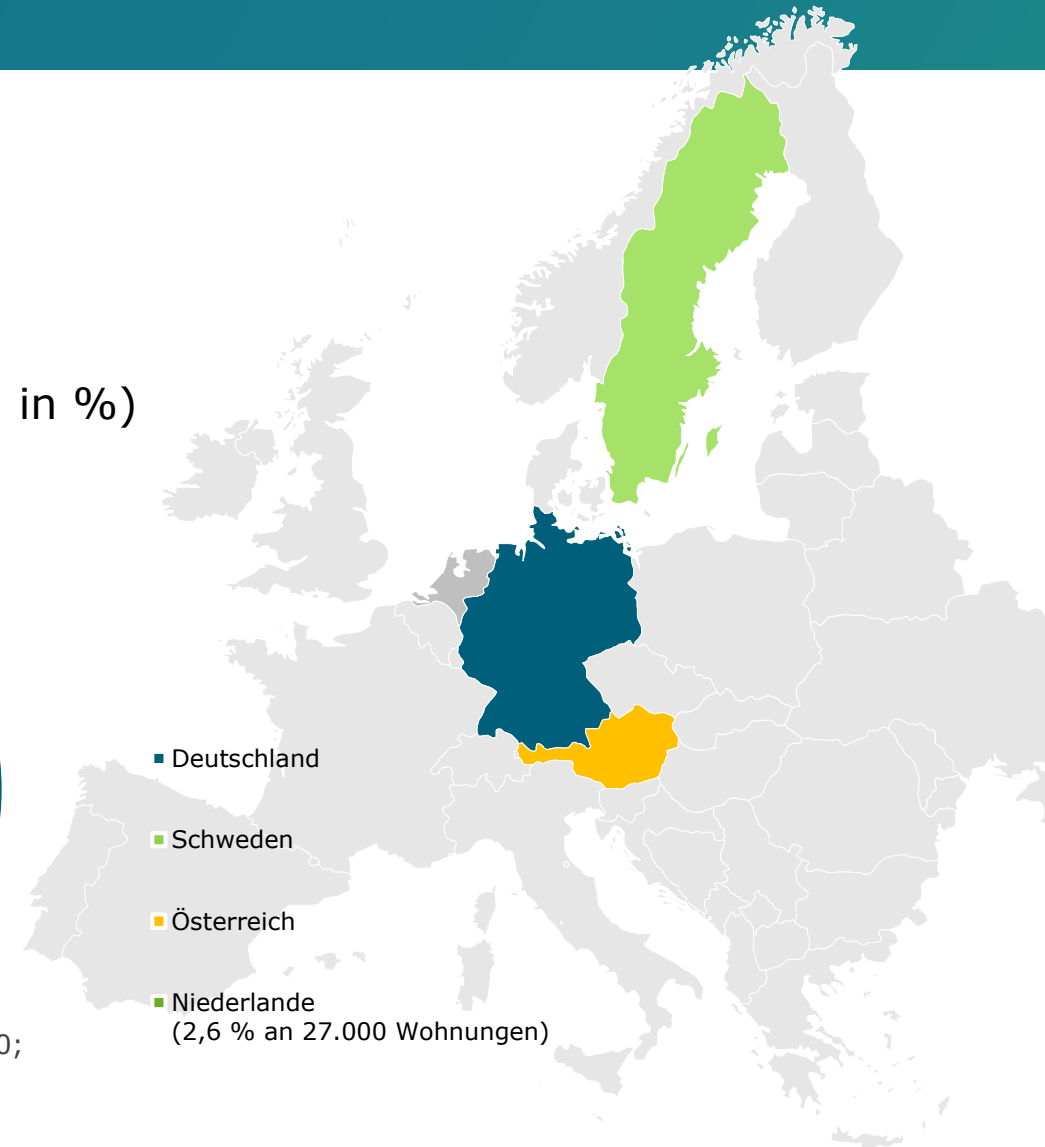 in %)
Deutschland
Schweden
Österreich
Niederlande
(2,6 % an 27.000 Wohnungen)
0;